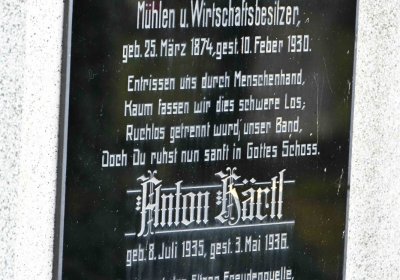 Mühlen u. Wirtschaftsbesitzer,
geb. 25. März 1874, gest. 10. Feber 1930.
Entrissen uns durch Menschenhand,
Kaum fassen wir dies schwere Los;
Ruchlos getrennt wurd' unser Band,
Doch Du ruhst nun sanft in Gottes Schoss.
Anton Härtl
geb. 8. Juli 1935, gest. 3. Mai 1936.
Freudenquelle,